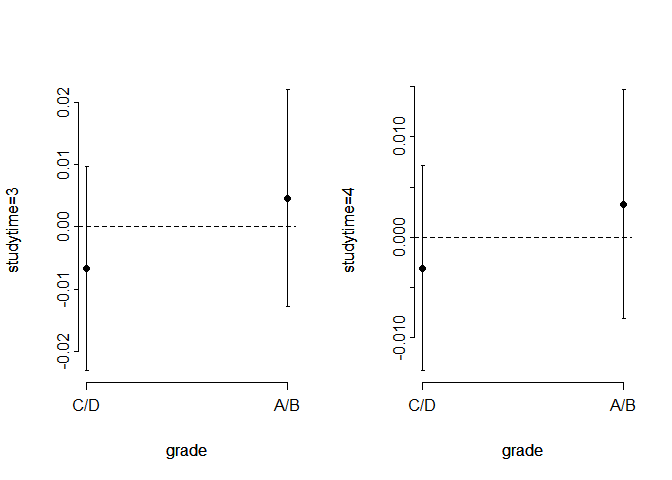 studytime=3
0.02
0.01
0.00
-0.01
-0.02
C/D A/B
grade
studytime=4
0.010
0.000
-0.010
C/D A/B
grade